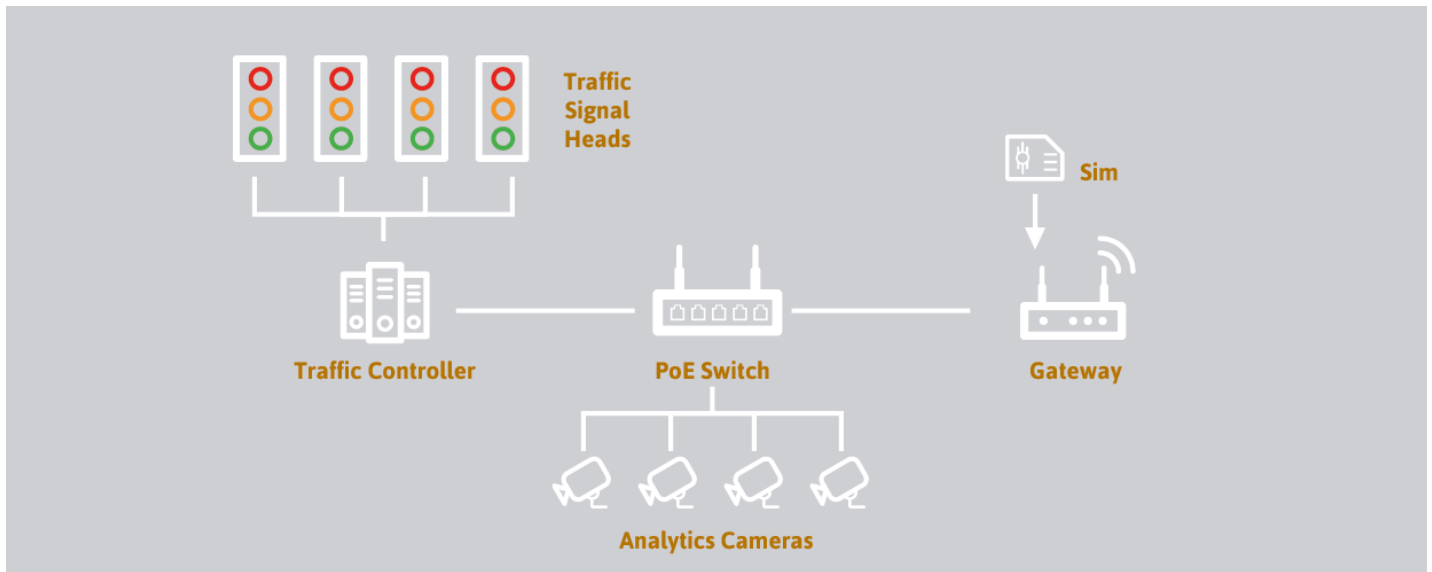 Traffic
Signal
Heads
Sim
Traffic Controller
PoE Switch
Gateway
Analytics Cameras